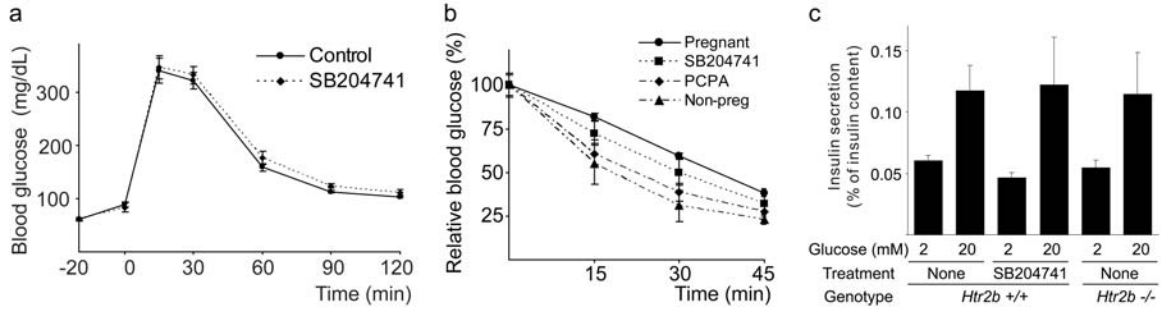 a
Blood glucose (mg/dL)
300
200
100
-20
0
30
60
90
120
Time (min)
Control
SB204741
b
Relative blood glucose (%)
100
75
50
25
15
30
45
Time (min)
Pregnant
SB204741
PCPA
Non-preg
c
Insulin secretion
(% of insulin content)
0.15
0.10
0.05
Glucose (mM) 2 20 2 20 2 20
Treatment None SB204741 None
Genotype Htr2b +/+ Htr2b -/-